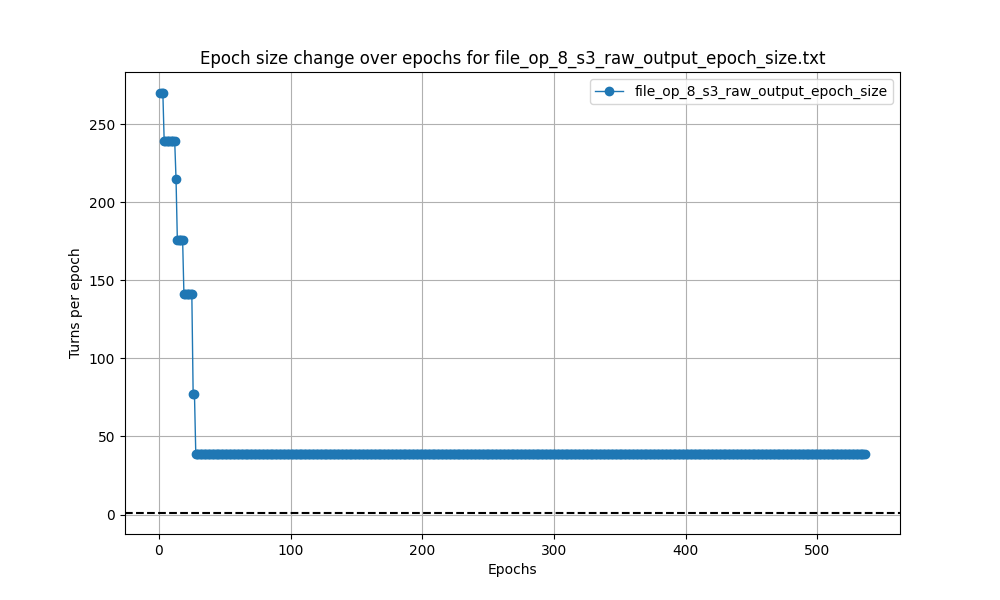 Epoch size change over epochs for file_op_8_s3_raw_output_epoch_size.txt
file_op_8_s3_raw_output_epoch_size
250
200
150
100
50
0
Turns per epoch
0 100 200 300 400 500
Epochs